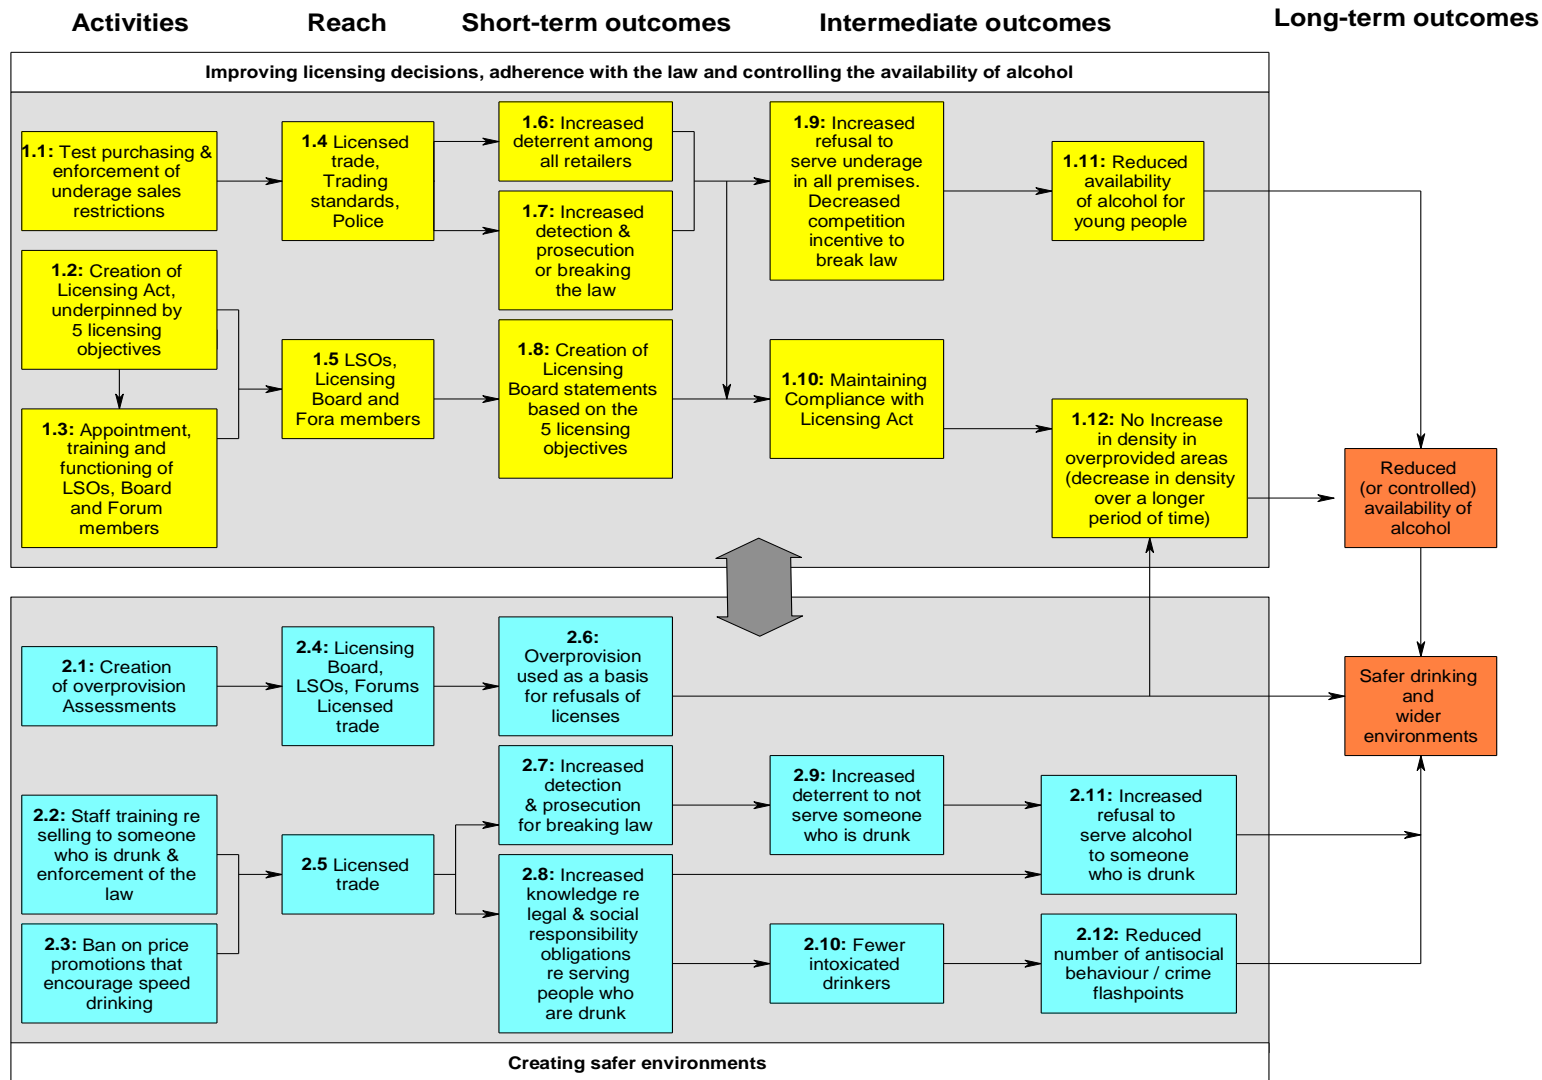 Activities
Reach
Short-term outcomes
Intermediate outcomes
Long-term outcomes
Improving licensing decisions, adherence with the law and controlling the availability of alcohol
1.1: Test purchasing &
enforcement of
underage sales
restrictions
1.2: Creation of
Licensing Act,
underpinned by
5 licensing
objectives
1.3: Appointment,
training and
functioning of
LSOs, Board
and Forum
members
1.4 Licensed
trade,
Trading
standards,
Police
1.5 LSOs,
Licensing
Board and
Fora members
1.6: Increased
deterrent among
all retailers
1.7: Increased
detection &
prosecution
or breaking
the law
1.8: Creation of
Licensing
Board statements
based on the
5 licensing
objectives
1.9: Increased
refusal to
serve underage
in all premises.
Decreased
competition
incentive to
break law
1.10: Maintaining
Compliance with
Licensing Act
1.11: Reduced
availability
of alcohol for
young people
1.12: No Increase
in density in
overprovided areas
(decrease in density
over a longer
period of time)
Reduced
(or controlled)
availability of
alcohol
2.1: Creation
of overprovision
Assessments
2.2: Staff training re
selling to someone
who is drunk &
enforcement of the
law
2.3: Ban on price
promotions that
encourage speed
drinking
2.4: Licensing
Board,
LSOs, Forums
Licensed
trade
2.5 Licensed
trade
2.6:
Overprovision
used as a basis
for refusals of
licenses
2.7: Increased
detection
& prosecution
for breaking law
2.8: Increased
knowledge re
legal & social
responsibility
obligations
re serving
people who
are drunk
2.9: Increased
deterrent to not
serve someone
who is drunk
2.10: Fewer
intoxicated
drinkers
2.11: Increased
refusal to
serve alcohol
to someone
who is drunk
2.12: Reduced
number of antisocial
behaviour / crime
flashpoints
Safer drinking
and
wider
environments
Creating safer environments